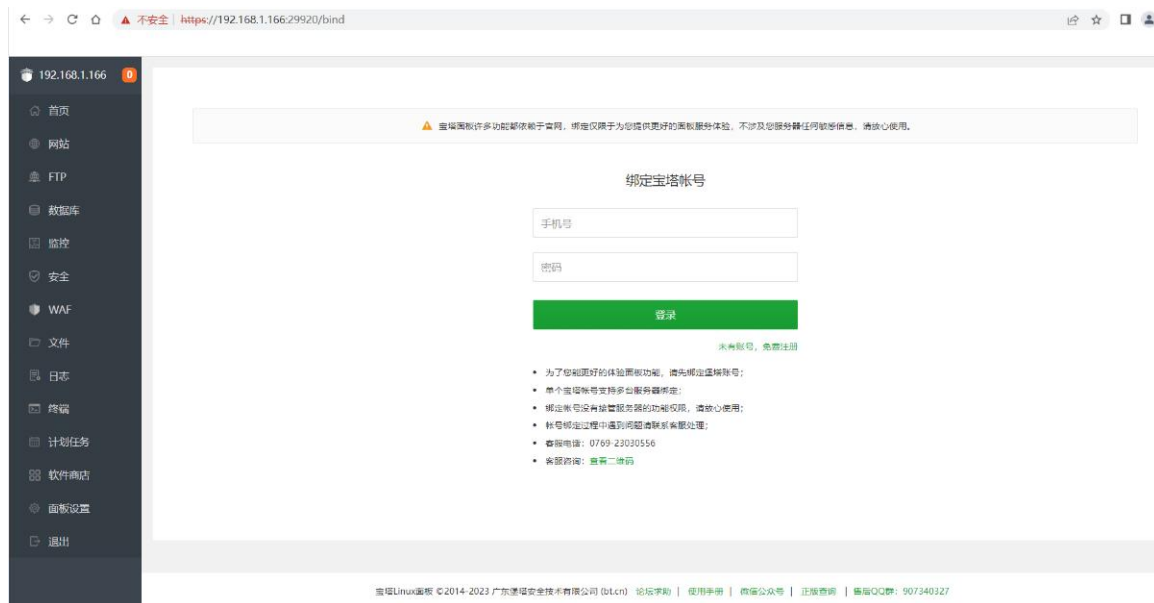 不安全 | https://192.168.1.166:29920/bind
192.168.1.166 0
首页
网站
FTP
数据库
监控
安全
WAF
文件
日志
终端
计划任务
软件商店
面板设置
退出
宝塔面板许多功能都依赖于官网，绑定仅限于为您提供更好的面板服务体验，不涉及您服务器任何敏感信息，请放心使用。
绑定宝塔帐号
手机号
密码
登录
未有账号，免费注册
为了您能更好的体验面板功能，请先绑定堡塔账号；
单个宝塔帐号支持多台服务器绑定；
绑定帐号没有接管服务器的功能权限，请放心使用；
帐号绑定过程中遇到问题请联系客服处理；
客服电话：0769-23030556
客服咨询：查看二维码
宝塔Linux面板 ©2014-2023 广东堡塔安全技术有限公司 (bt.cn) 论坛求助 | 使用手册 | 微信公众号 | 正版查询 | 售后QQ群：907340327